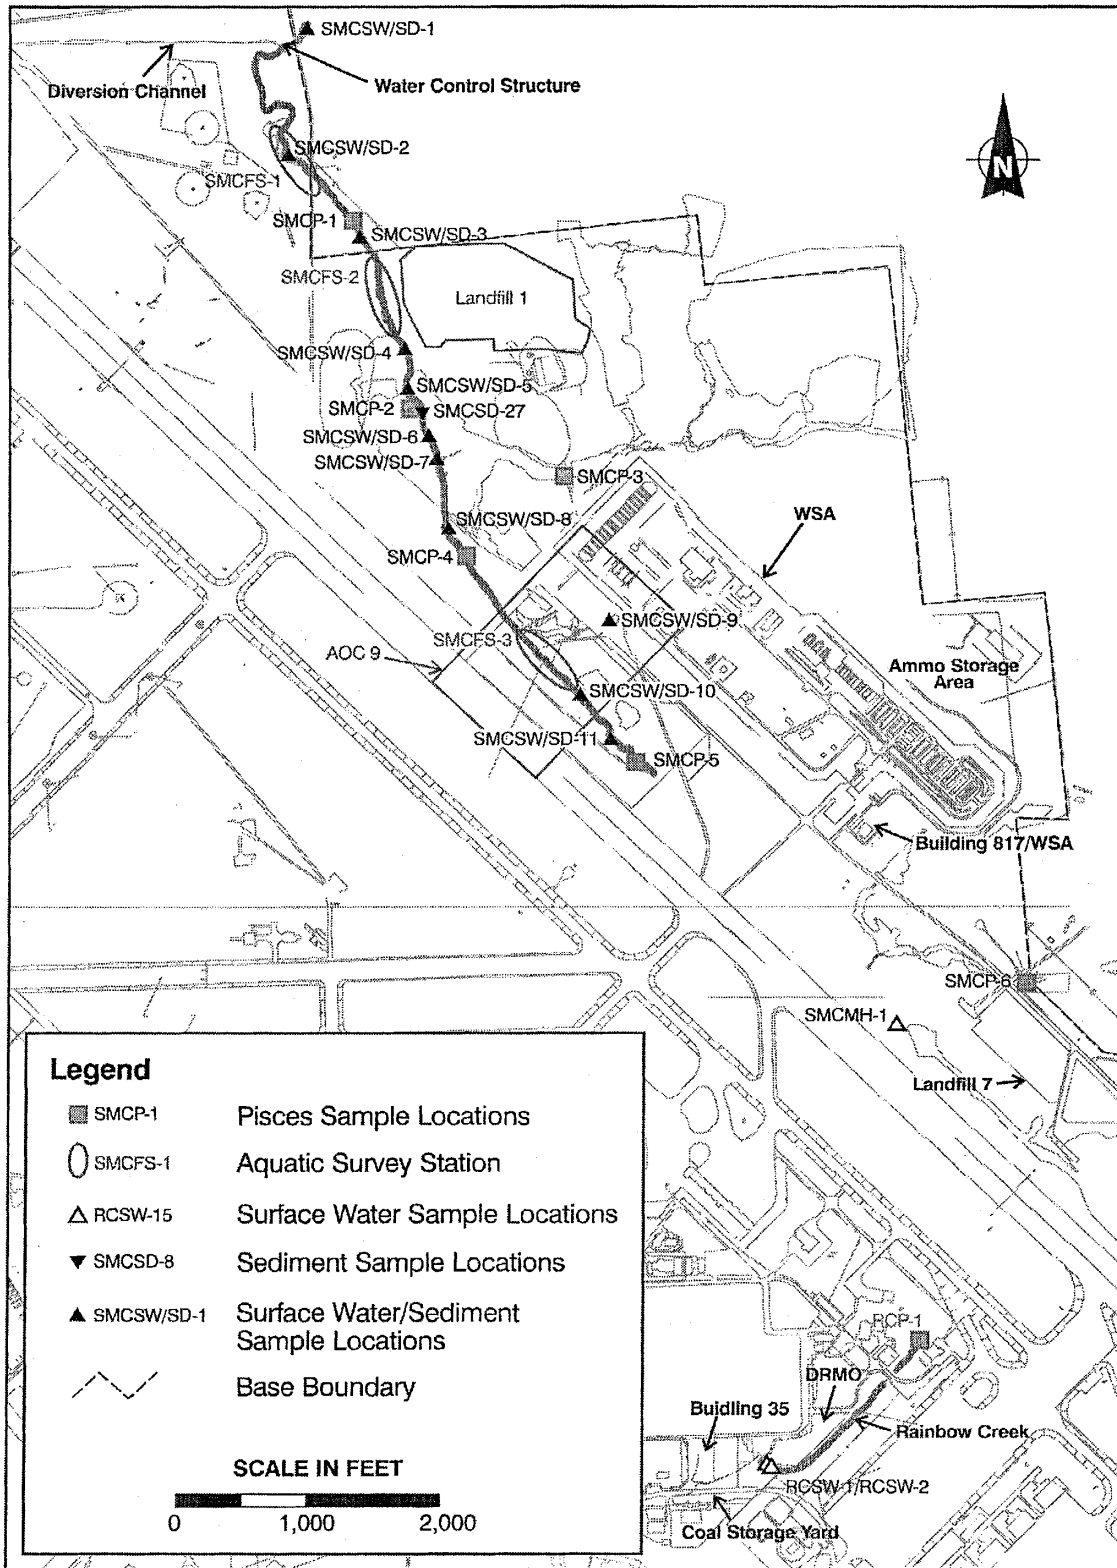 SMCSW/SD-1
Diversion Channel
Water Control Structure
SMCSW/SD-2
SMCFS-1
N
SMCP-1
SMCSW/SD-3
SMCFS-2
Landfill 1
SMCSW/SD-4
SMCSW/SD-5
SMCP-2
SMCSD-27
SMCSW/SD-6
SMCSW/SD-7
SMCP-3
WSA
SMCSW/SD-8
SMCP-4
SMCSW/SD-9
SMCFS-3
AOC 9
Ammo Storage
Area
SMCSW/SD-10
SMCSW/SD-11
SMCP-5
Building 817/WSA
SMCP-6
SMCMH-1
Landfill 7
Legend
SMCP-1 Pisces Sample Locations
SMCFS-1 Aquatic Survey Station
RCSW-15 Surface Water Sample Locations
SMCSD-8 Sediment Sample Locations
SMCSW/SD-1 Surface Water/Sediment
Sample Locations
Base Boundary
SCALE IN FEET
0 1,000 2,000
RCP-1
DRMO
Buidling 35
Rainbow Creek
RCSW-1/RCSW-2
Coal Storage Yard